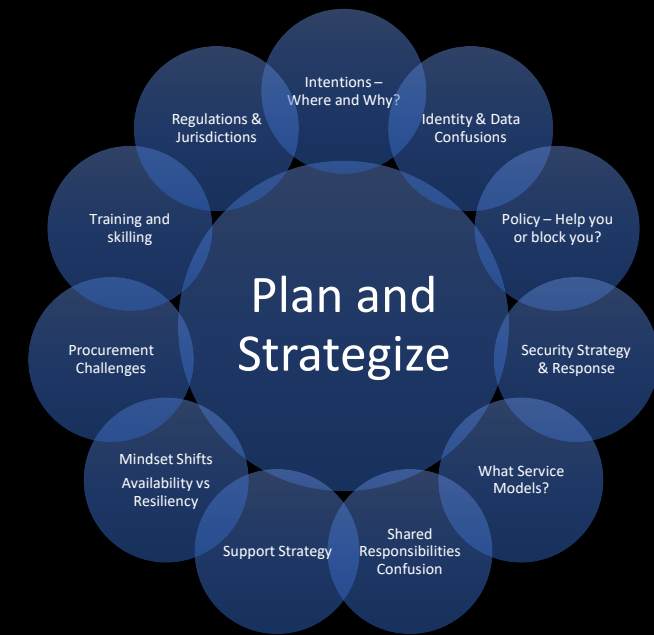 Intentions –
Where and Why?
Identity & Data
Confusions
Policy – Help you
or block you?
Security Strategy
& Response
What Service
Models?
Shared
Responsibilities
Confusion
Support Strategy
Mindset Shifts
Availability vs
Resiliency
Procurement
Challenges
Training and
skilling
Regulations &
Jurisdictions
Plan and
Strategize